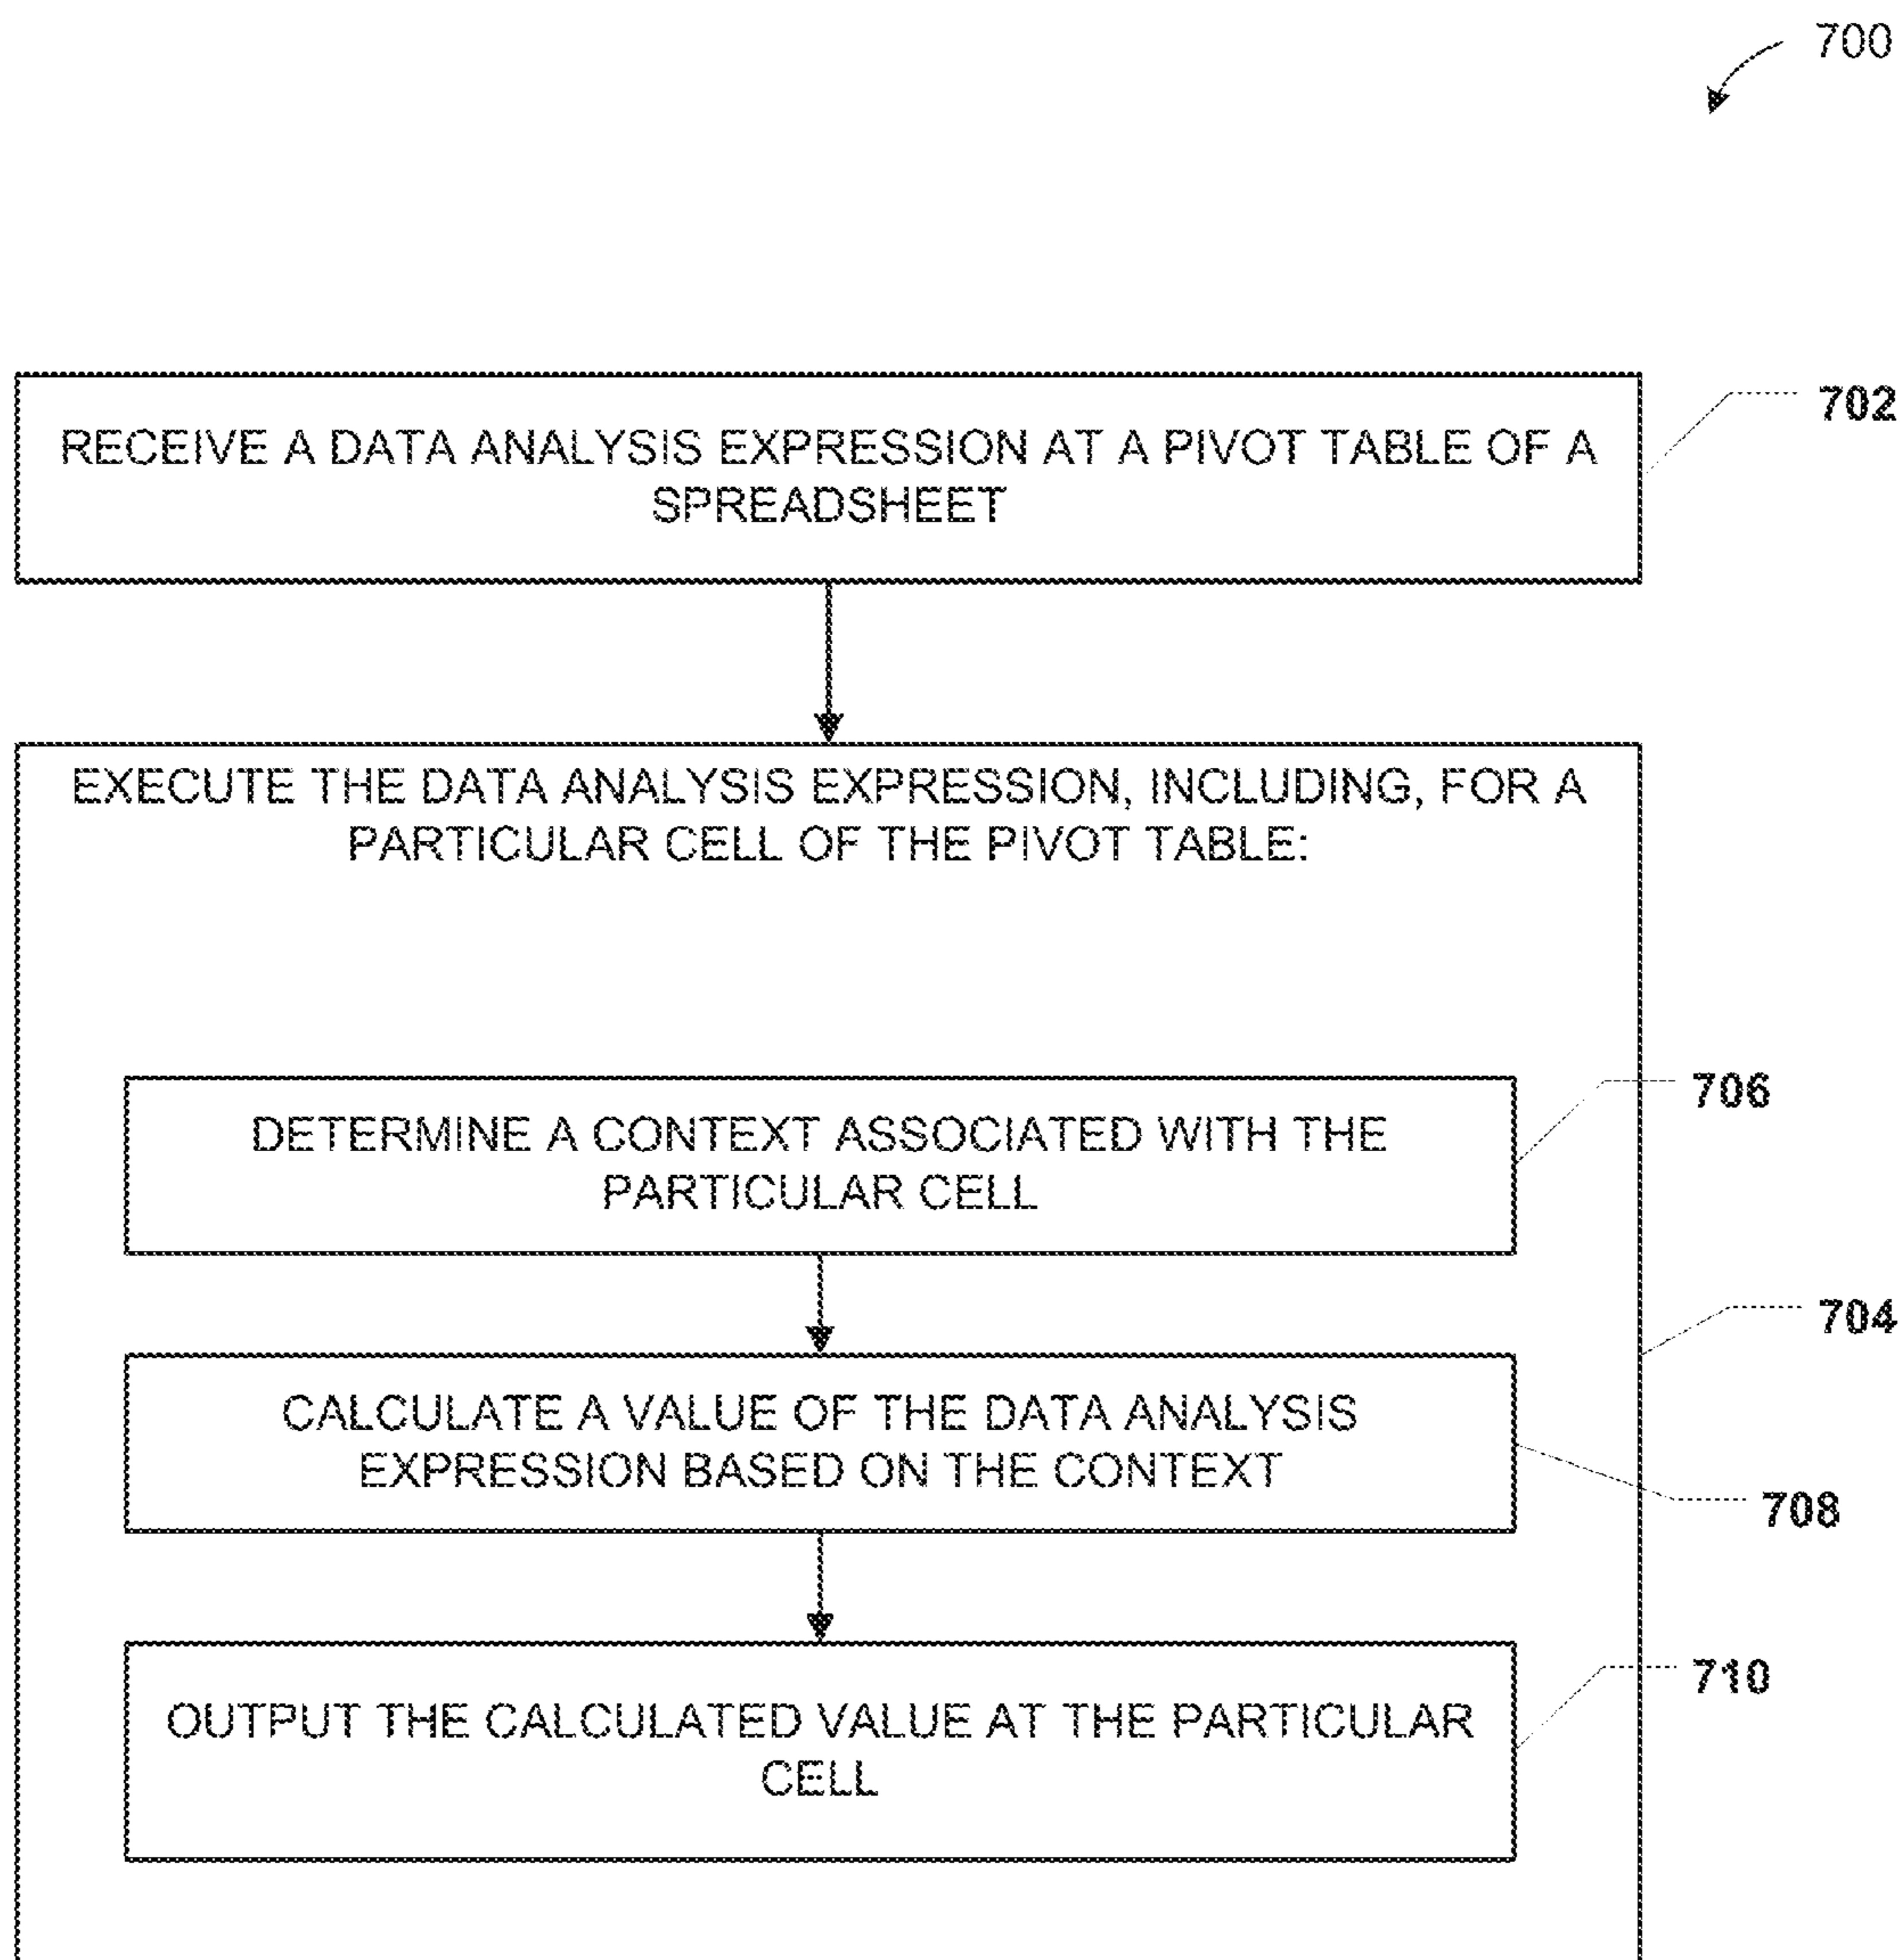 700
RECEIVE A DATA ANALYSIS EXPRESSION AT A PIVOT TABLE OF A
SPREADSHEET
702
EXECUTE THE DATA ANALYSIS EXPRESSION, INCLUDING, FOR A
PARTICULAR CELL OF THE PIVOT TABLE:
DETERMINE A CONTEXT ASSOCIATED WITH THE
PARTICULAR CELL
706
704
CALCULATE A VALUE OF THE DATA ANALYSIS
EXPRESSION BASED ON THE CONTEXT
708
OUTPUT THE CALCULATED VALUE AT THE PARTICULAR
CELL
710